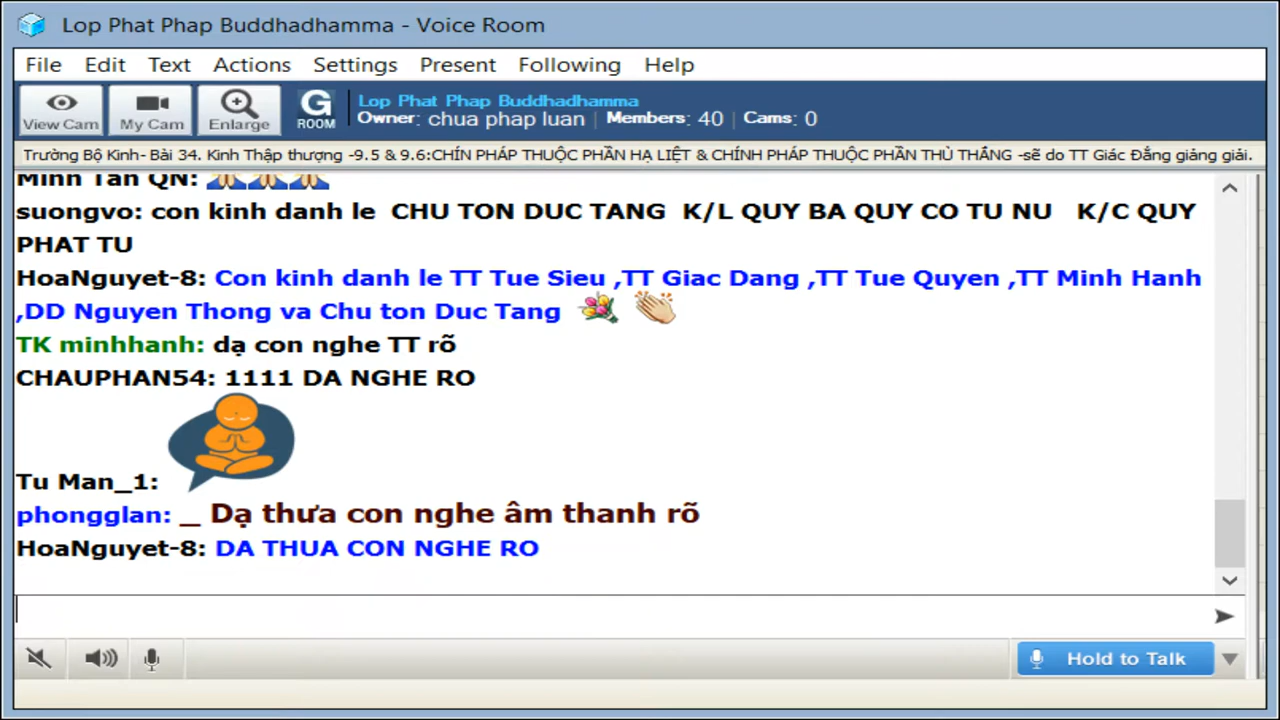 Lop Phat Phap Buddhadhamma - Voice Room
File Edit Text Actions Settings Present Following Help
View Cam My Cam Enlarge G ROOM
Lop Phat Phap Buddhadhamma
Owner: chua phap luan | Members: 40 | Cams: 0
Trường Bộ Kinh- Bài 34. Kinh Thập thượng -9.5 & 9.6:CHÍN PHÁP THUỘC PHẦN HẠ LIỆT & CHÍNH PHÁP THUỘC PHẦN THÙ THẮNG -sẽ do TT Giác Đẳng giảng giải.
Minh Tan QN:
suongvo: con kinh danh le CHU TON DUC TANG K/L QUY BA QUY CO TU NU K/C QUY
PHAT TU
HoaNguyet-8: Con kinh danh le TT Tue Sieu ,TT Giac Dang ,TT Tue Quyen ,TT Minh Hanh
,DD Nguyen Thong va Chu ton Duc Tang
TK minhhanh: dạ con nghe TT rõ
CHAUPHAN54: 1111 DA NGHE RO
Tu Man_1:
phongglan: _ Dạ thưa con nghe âm thanh rõ
HoaNguyet-8: DA THUA CON NGHE RO
Hold to Talk